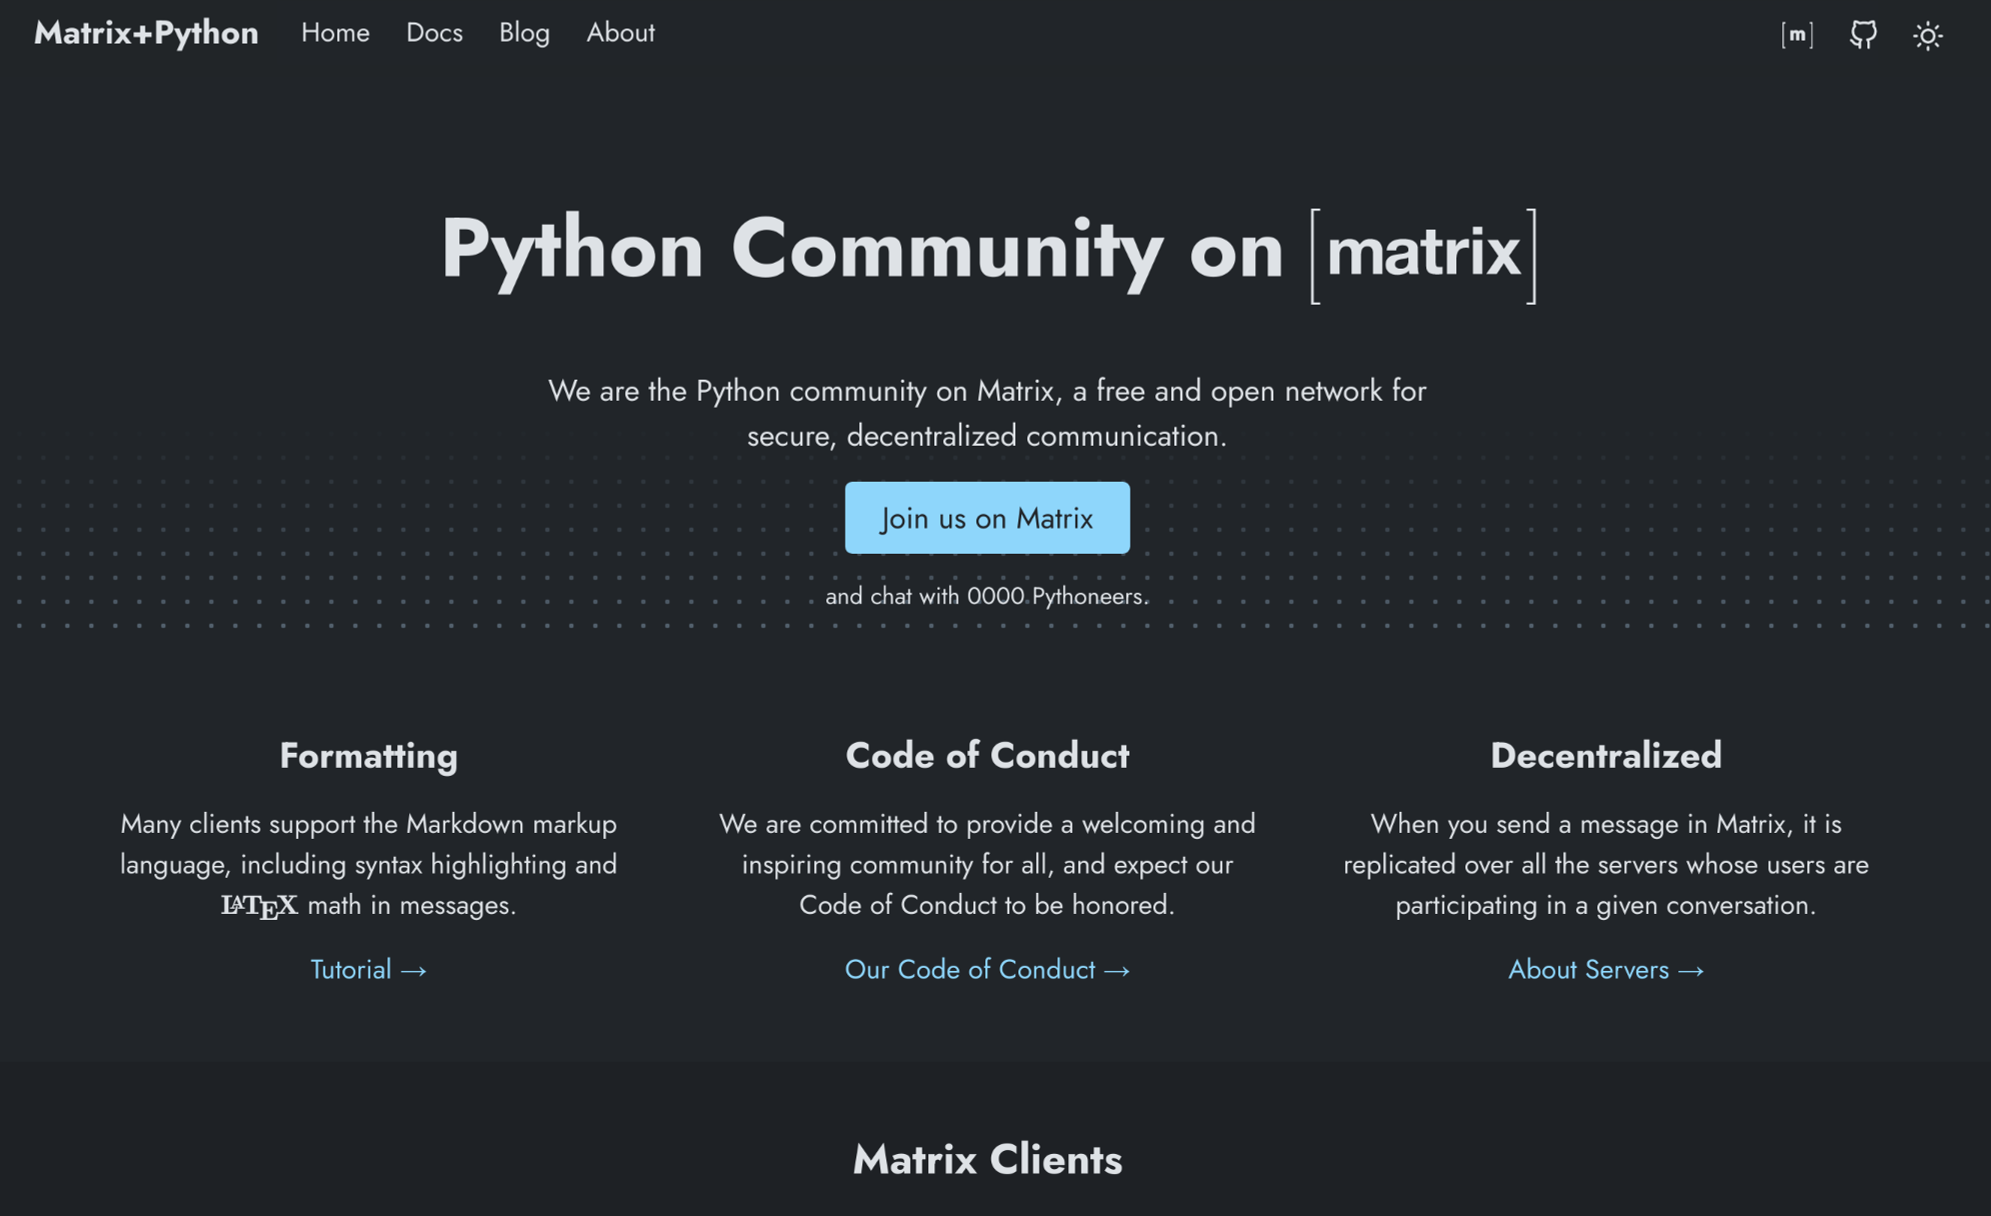 Matrix+Python Home Docs Blog About [m]
Python Community on [matrix]
We are the Python community on Matrix, a free and open network for
secure, decentralized communication.
Join us on Matrix
and chat with 0000 Pythoneers.
Formatting
Many clients support the Markdown markup
language, including syntax highlighting and
LATEX math in messages.
Tutorial →
Code of Conduct
We are committed to provide a welcoming and
inspiring community for all, and expect our
Code of Conduct to be honored.
Our Code of Conduct →
Decentralized
When you send a message in Matrix, it is
replicated over all the servers whose users are
participating in a given conversation.
About Servers →
Matrix Clients